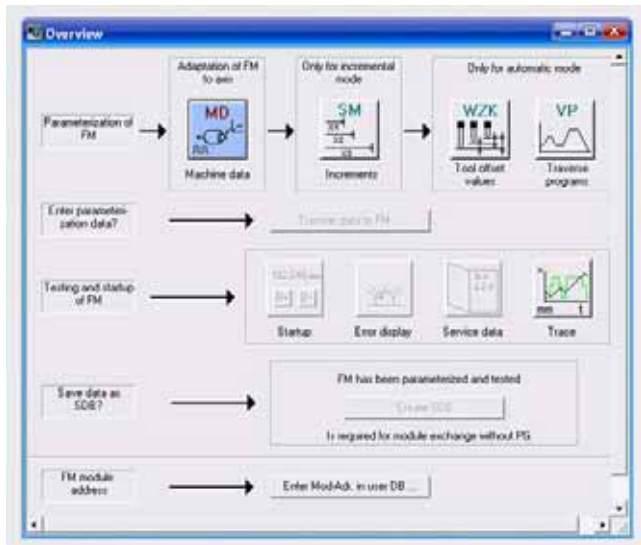 Overview
Adaptation of FM
to axis
Only for incremental
mode
Only for automatic mode
Parameterization of
FM
MD
SM
WZK
VP
Machine data
Increments
Tool offset
values
Traverse
programs
Enter parameteri-
zation data?
Transfer data to FM
Testing and startup
of FM
mm t
Startup
Error display
Service data
Trace
Save data as
SDB?
FM has been parameterized and tested
Create SDB
Is required for module exchange without PG
FM module
address
Enter Mod-Adr. in user DB ...